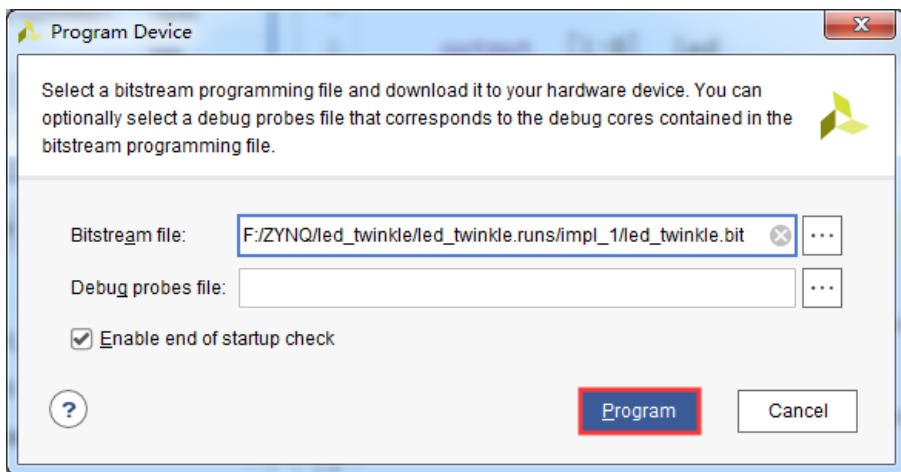 Program Device
Select a bitstream programming file and download it to your hardware device. You can
optionally select a debug probes file that corresponds to the debug cores contained in the
bitstream programming file.
Bitstream file: F:/ZYNQ/led_twinkle/led_twinkle.runs/impl_1/led_twinkle.bit ...
Debug probes file: ...
Enable end of startup check
? Program Cancel